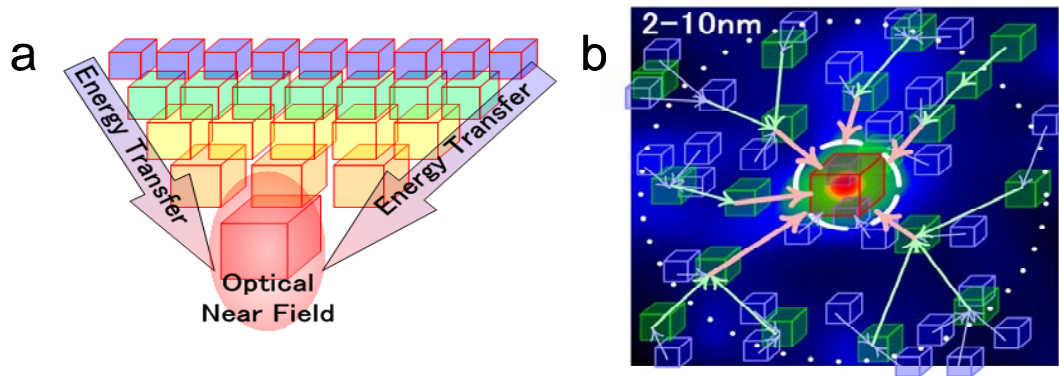 a
Energy Transfer
Energy Transfer
Optical
Near Field
b
2-10nm